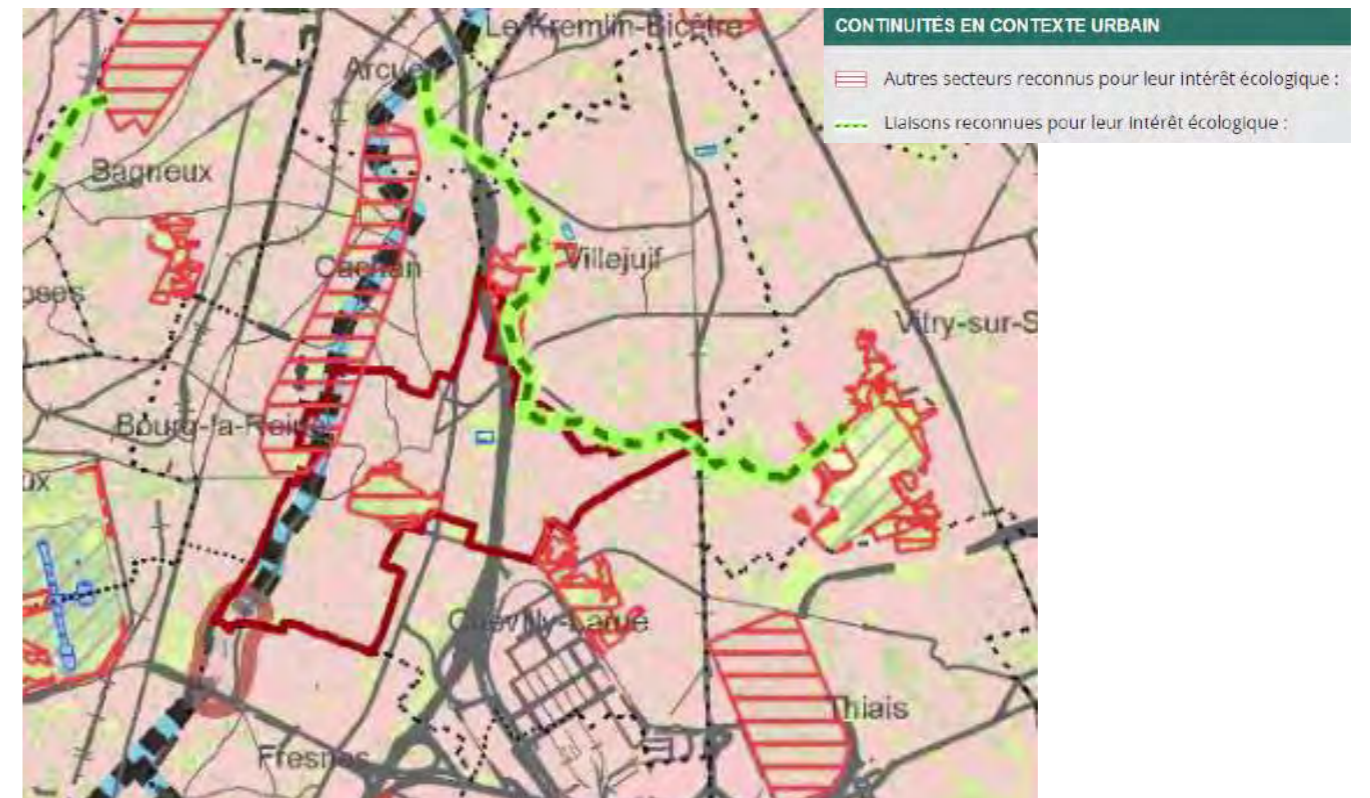 Le Kremlin-Bicêtre
CONTINUITÉS EN CONTEXTE URBAIN
Autres secteurs reconnus pour leur intérêt écologique :
Liaisons reconnues pour leur intérêt écologique :
Arcueil
Bagneux
Cachan
Villejuif
Vitry-sur-S
Bourg-la-Reine
Chevilly-Larue
Thiais
Fresnes